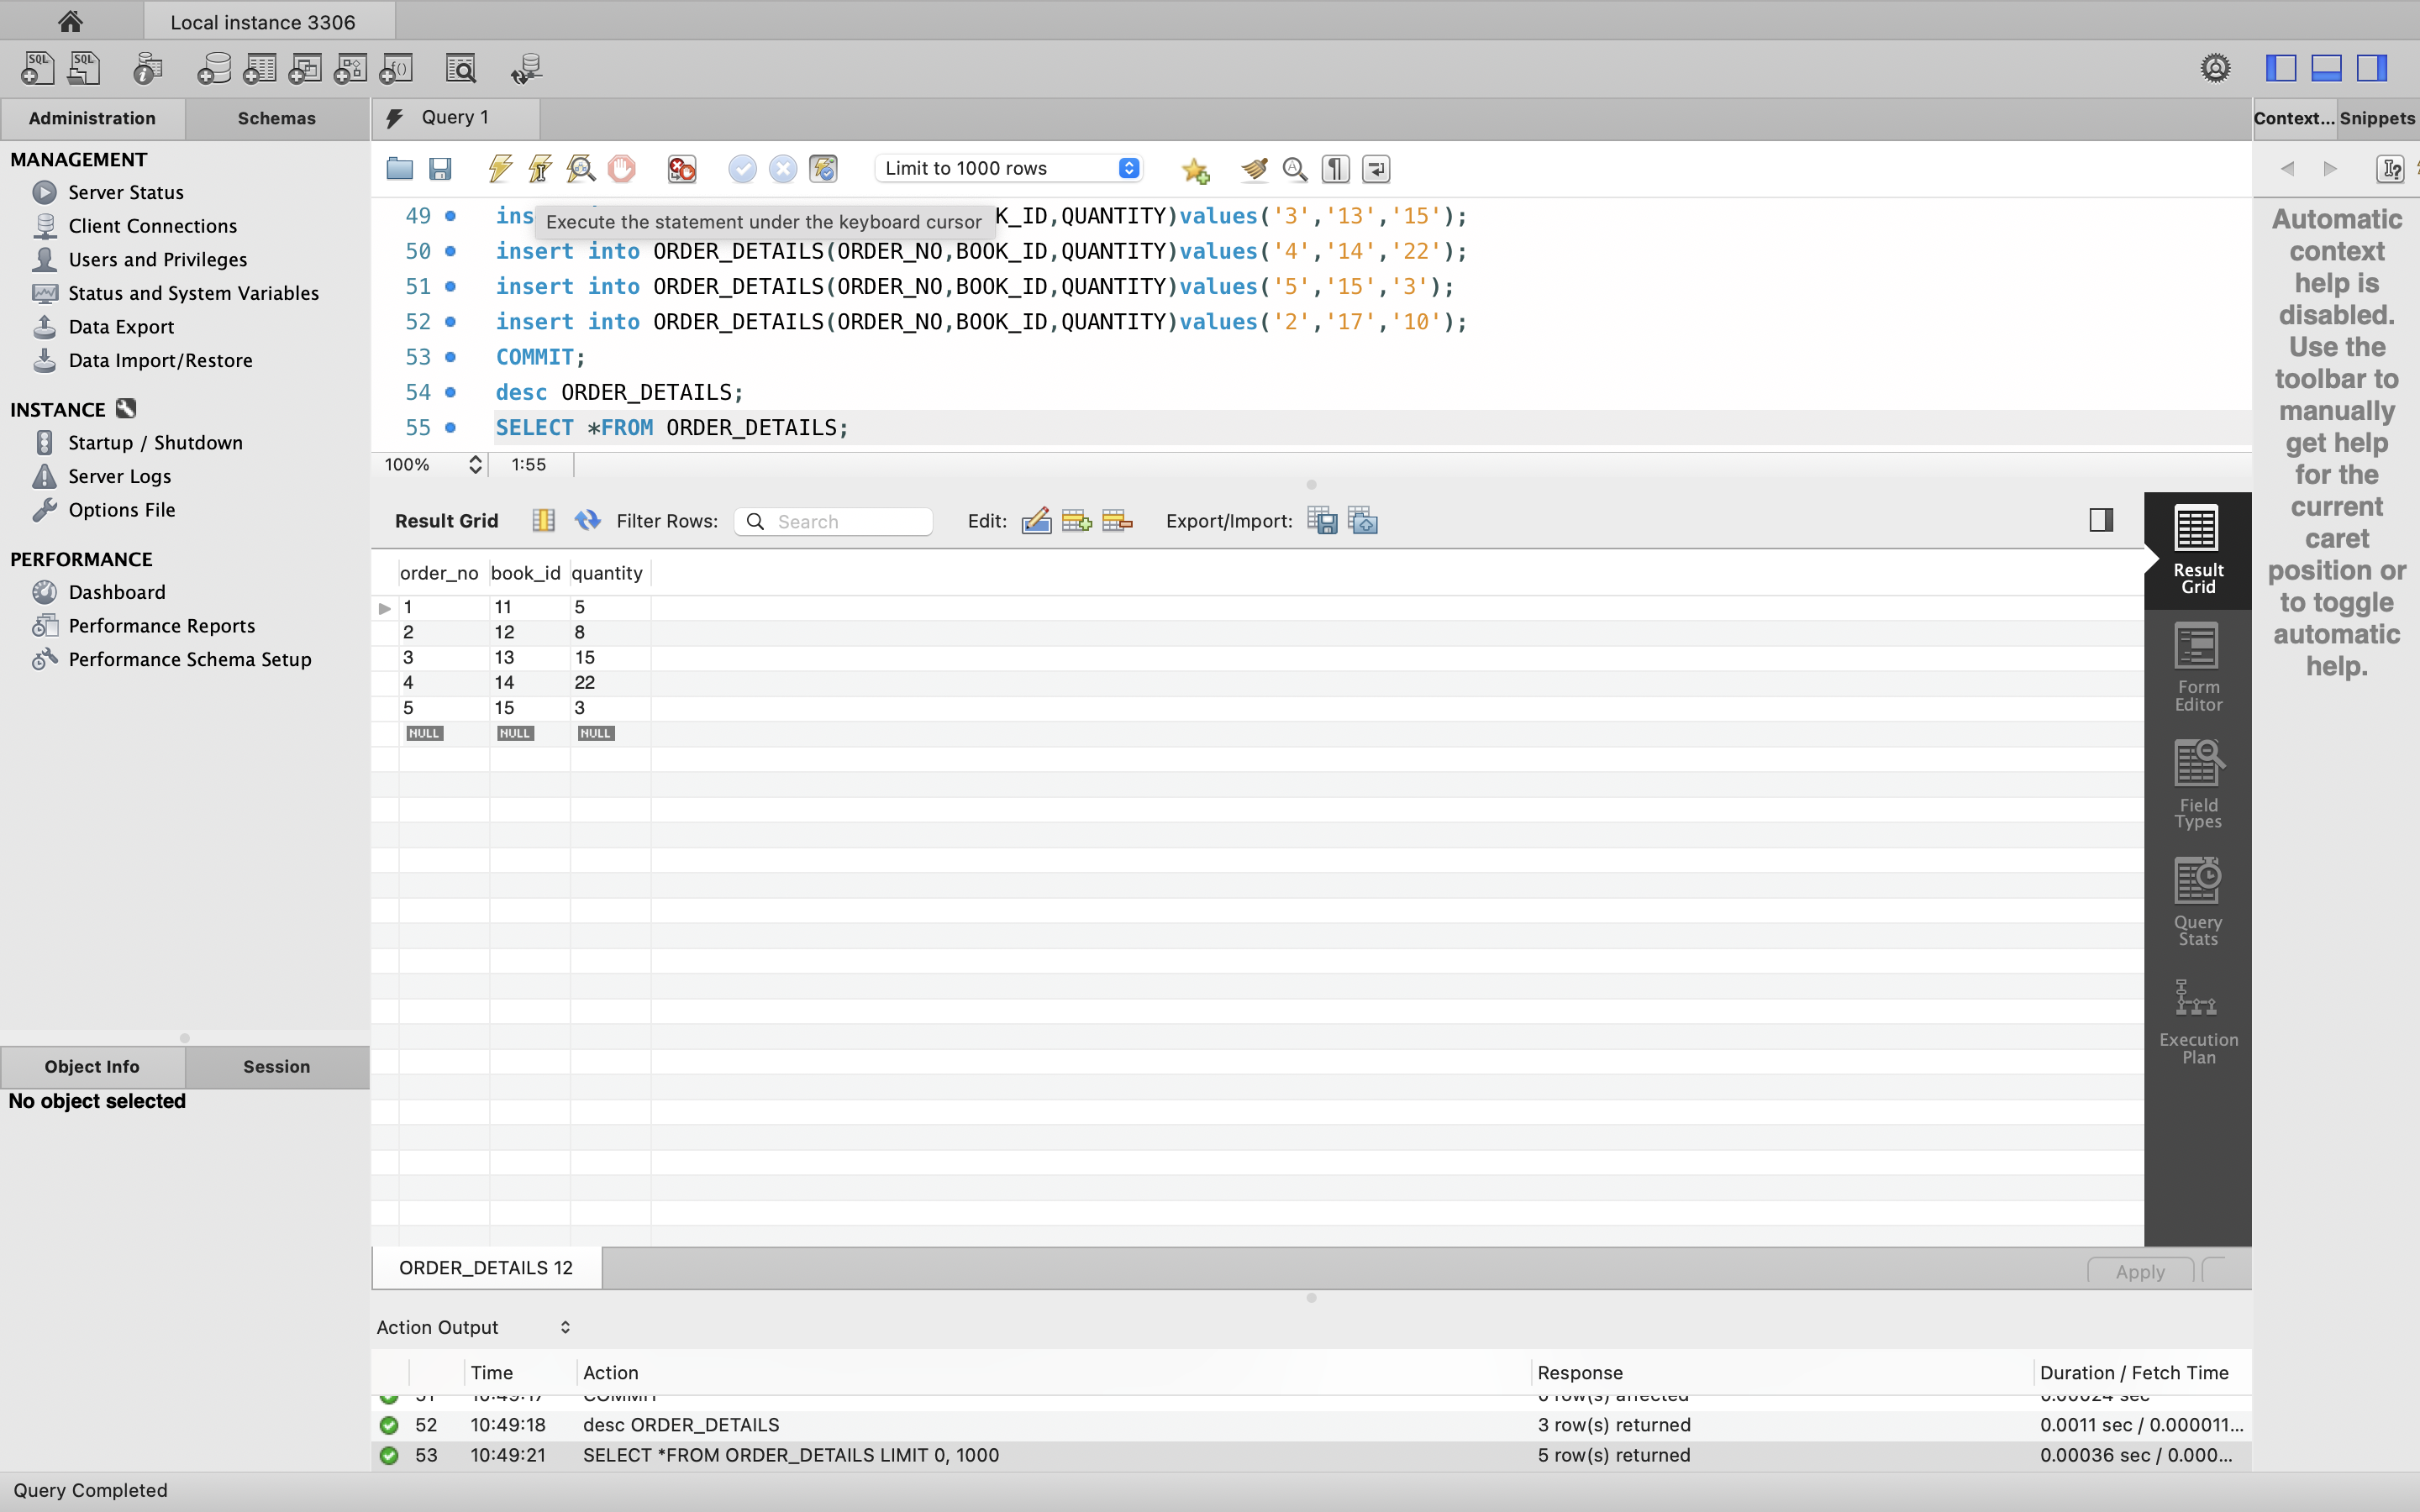 Local instance 3306
Administration
Schemas
Query 1
Context...
Snippets
MANAGEMENT
Server Status
Client Connections
Users and Privileges
Status and System Variables
Data Export
Data Import/Restore
INSTANCE
Startup / Shutdown
Server Logs
Options File
PERFORMANCE
Dashboard
Performance Reports
Performance Schema Setup
Object Info
Session
No object selected
Limit to 1000 rows
49 ins K_ID,QUANTITY)values('3','13','15');
Execute the statement under the keyboard cursor
50 insert into ORDER_DETAILS(ORDER_NO,BOOK_ID,QUANTITY)values('4','14','22');
51 insert into ORDER_DETAILS(ORDER_NO,BOOK_ID,QUANTITY)values('5','15','3');
52 insert into ORDER_DETAILS(ORDER_NO,BOOK_ID,QUANTITY)values('2','17','10');
53 COMMIT;
54 desc ORDER_DETAILS;
55 SELECT *FROM ORDER_DETAILS;
100% 1:55
Result Grid Filter Rows: Search Edit: Export/Import:
order_no book_id quantity
1 11 5
2 12 8
3 13 15
4 14 22
5 15 3
NULL NULL NULL
Result
Grid
Form
Editor
Field
Types
Query
Stats
Execution
Plan
ORDER_DETAILS 12
Apply
Action Output
Time Action Response Duration / Fetch Time
51 10:49:17 COMMIT 0 row(s) affected 0.00024 sec
52 10:49:18 desc ORDER_DETAILS 3 row(s) returned 0.0011 sec / 0.000011...
53 10:49:21 SELECT *FROM ORDER_DETAILS LIMIT 0, 1000 5 row(s) returned 0.00036 sec / 0.000...
Query Completed
Automatic
context
help is
disabled.
Use the
toolbar to
manually
get help
for the
current
caret
position or
to toggle
automatic
help.